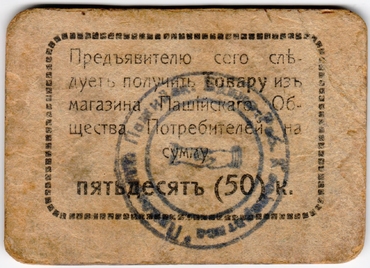 Предъявителю сего слѣ-
дуетъ получить товару изъ
магазина Пашійскаго Об-
щества Потребителей на
сумму
пятьдесятъ (50) к.